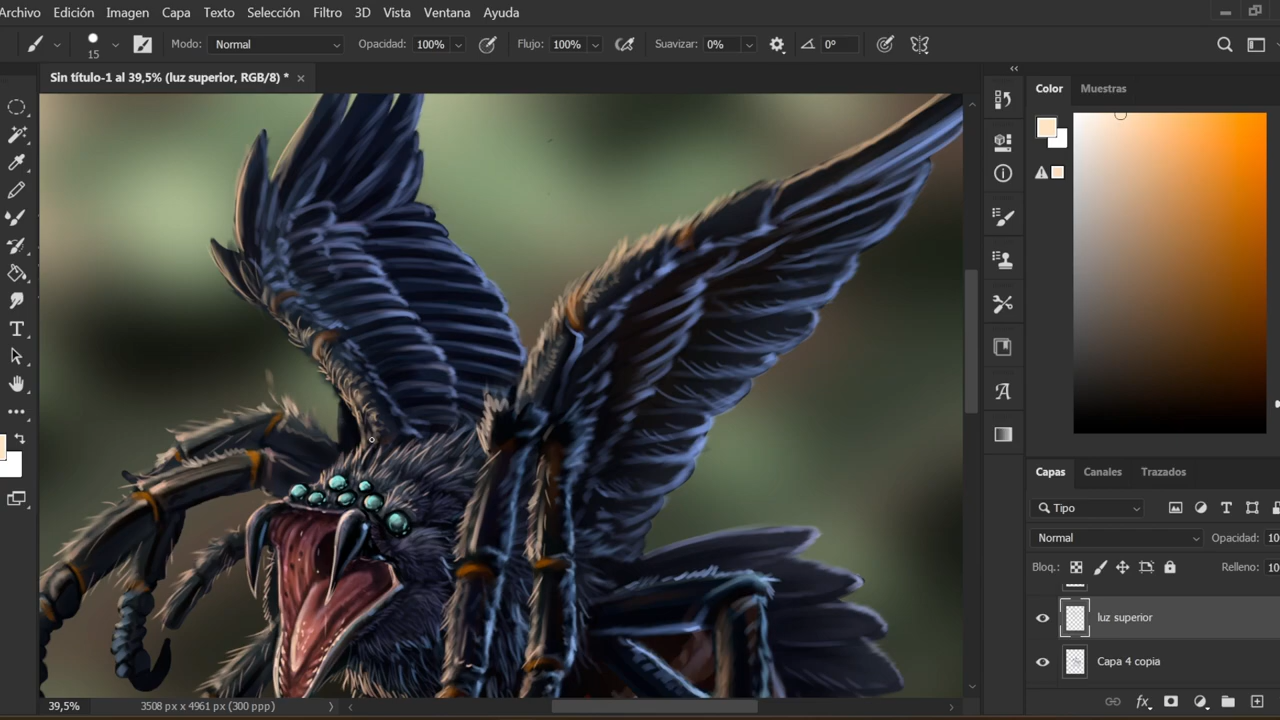 Archivo Edición Imagen Capa Texto Selección Filtro 3D Vista Ventana Ayuda
15 Modo: Normal Opacidad: 100% Flujo: 100% Suavizar: 0% 0°
Sin título-1 al 39,5% (luz superior, RGB/8) *
Color Muestras
Capas Canales Trazados
Tipo
Normal Opacidad: 10
Bloq.: Relleno: 10
luz superior
Capa 4 copia
fx
39,5% 3508 px x 4961 px (300 ppp)